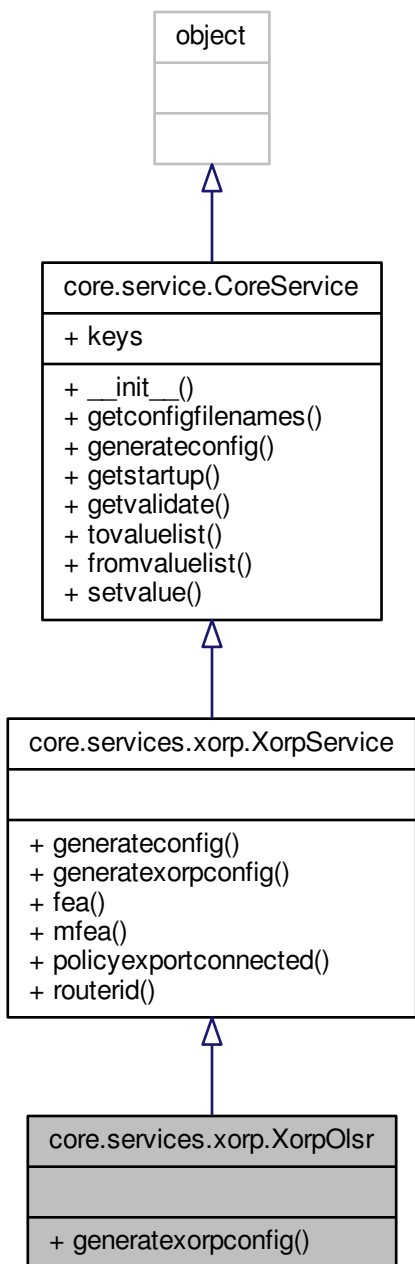 object
core.service.CoreService
+ keys
+ __init__()
+ getconfigfilenames()
+ generateconfig()
+ getstartup()
+ getvalidate()
+ tovaluelist()
+ fromvaluelist()
+ setvalue()
core.services.xorp.XorpService
+ generateconfig()
+ generatexorpconfig()
+ fea()
+ mfea()
+ policyexportconnected()
+ routerid()
core.services.xorp.XorpOlsr
+ generatexorpconfig()